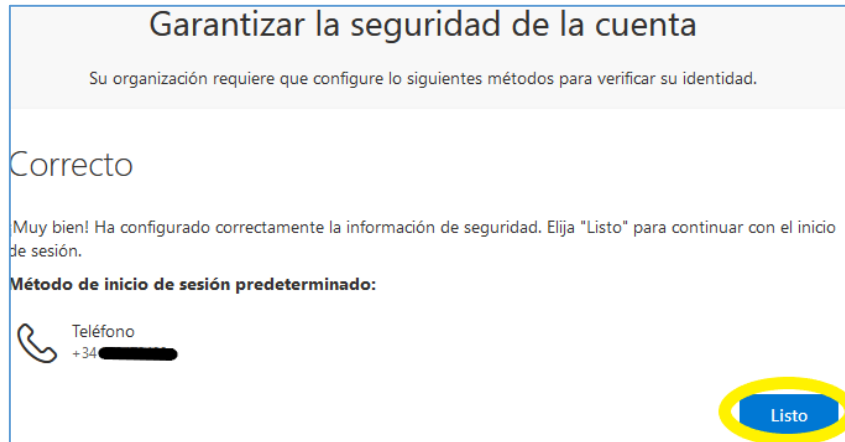 Garantizar la seguridad de la cuenta
Su organización requiere que configure lo siguientes métodos para verificar su identidad.
Correcto
¡Muy bien! Ha configurado correctamente la información de seguridad. Elija "Listo" para continuar con el inicio
de sesión.
Método de inicio de sesión predeterminado:
Teléfono
+34
Listo